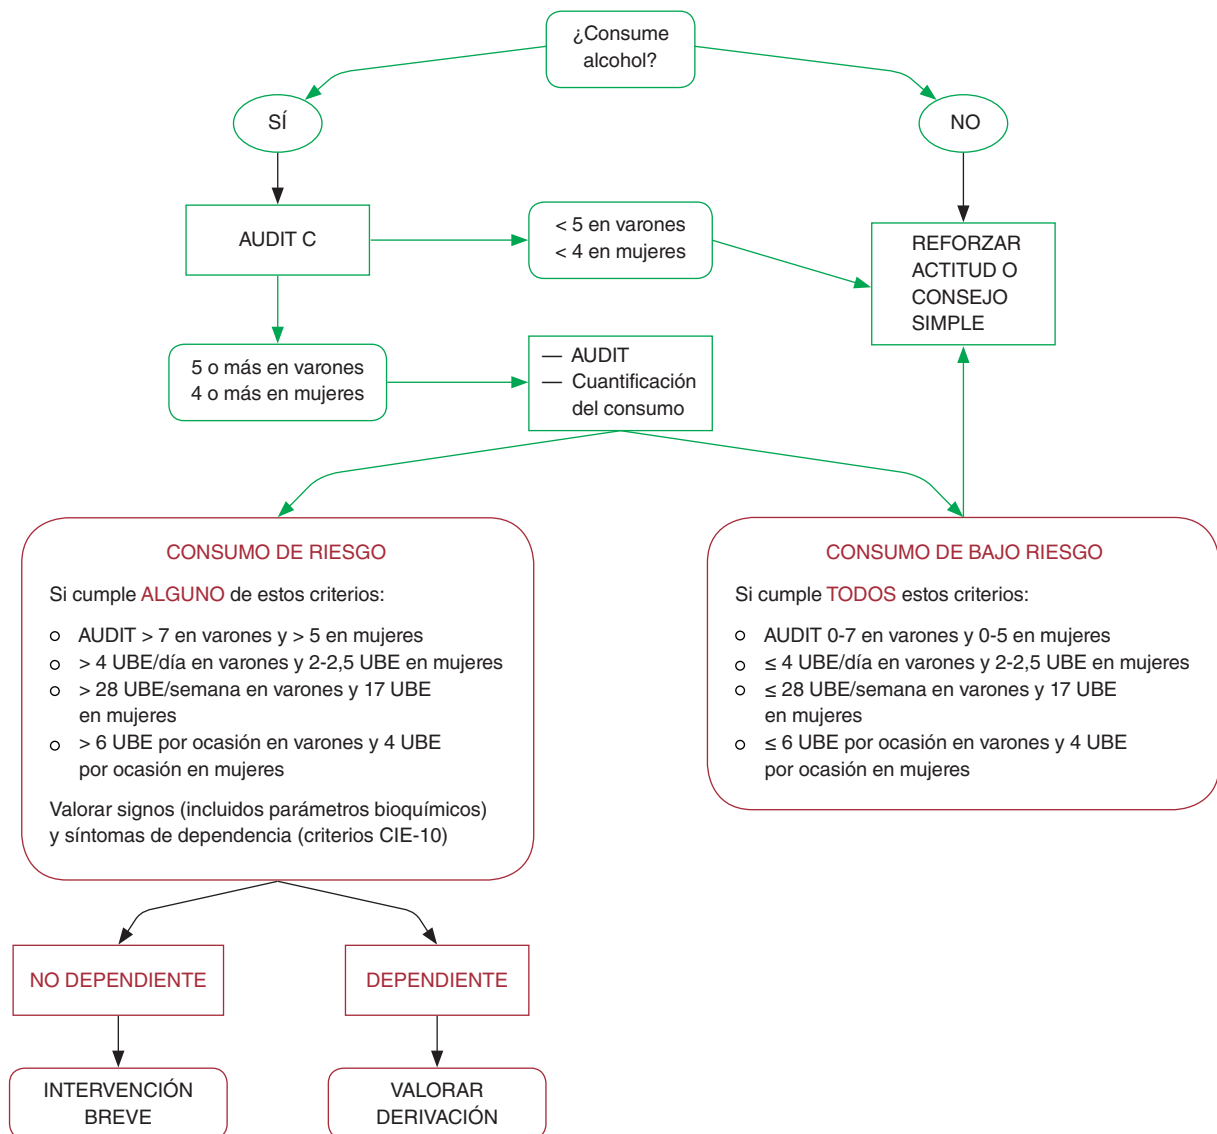 ¿Consume
alcohol?
SÍ
NO
AUDIT C
< 5 en varones
< 4 en mujeres
REFORZAR
ACTITUD O
CONSEJO
SIMPLE
5 o más en varones
4 o más en mujeres
— AUDIT
— Cuantificación
del consumo
CONSUMO DE RIESGO
Si cumple ALGUNO de estos criterios:
AUDIT > 7 en varones y > 5 en mujeres
> 4 UBE/día en varones y 2-2,5 UBE en mujeres
> 28 UBE/semana en varones y 17 UBE
en mujeres
> 6 UBE por ocasión en varones y 4 UBE
por ocasión en mujeres
Valorar signos (incluidos parámetros bioquímicos)
y síntomas de dependencia (criterios CIE-10)
CONSUMO DE BAJO RIESGO
Si cumple TODOS estos criterios:
AUDIT 0-7 en varones y 0-5 en mujeres
≤ 4 UBE/día en varones y 2-2,5 UBE en mujeres
≤ 28 UBE/semana en varones y 17 UBE
en mujeres
≤ 6 UBE por ocasión en varones y 4 UBE
por ocasión en mujeres
NO DEPENDIENTE
DEPENDIENTE
INTERVENCIÓN
BREVE
VALORAR
DERIVACIÓN